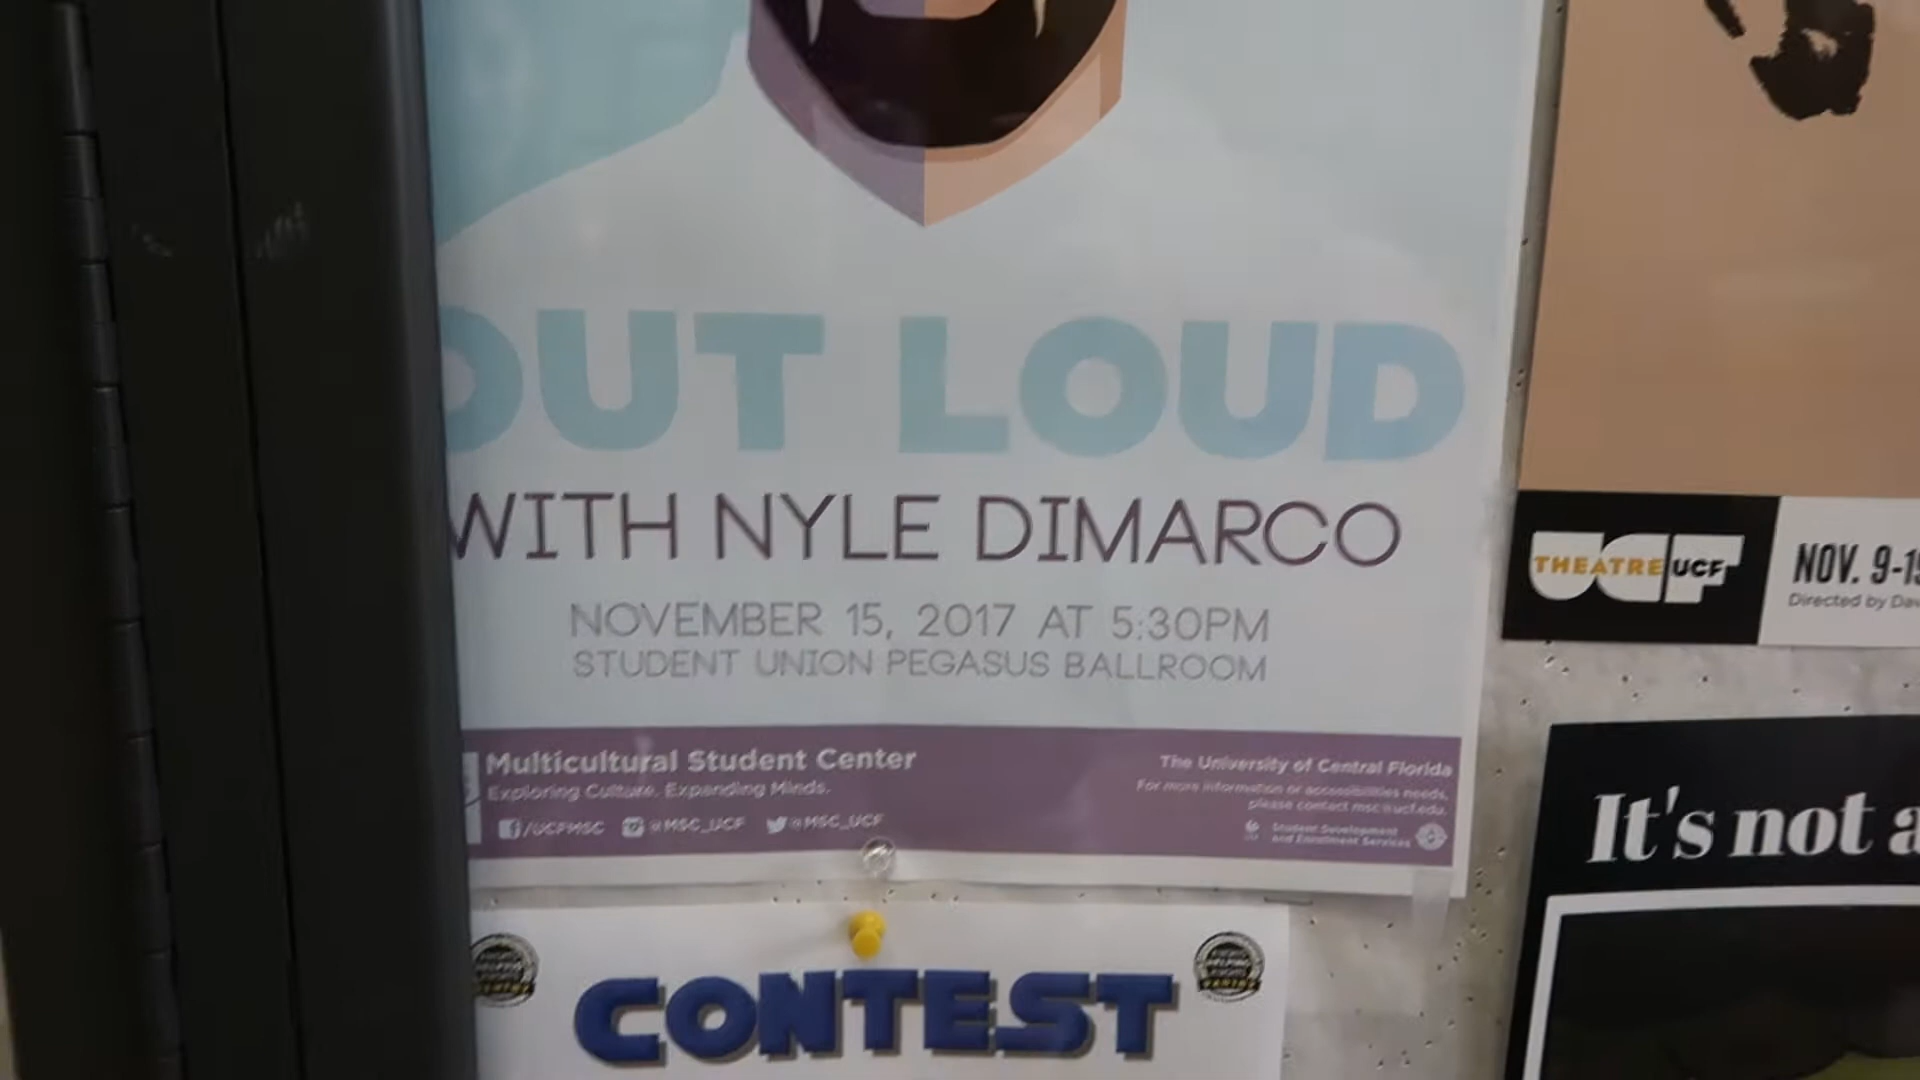 OUT LOUD
WITH NYLE DIMARCO
NOVEMBER 15, 2017 AT 5:30PM
STUDENT UNION PEGASUS BALLROOM
Multicultural Student Center
Exploring Culture. Expanding Minds.
/UCFMSC @MSC_UCF @MSC_UCF
The University of Central Florida
For more information or accessibilities needs,
please contact msc@ucf.edu.
Student Development
and Enrollment Services
CONTEST
THEATRE UCF
NOV. 9-1
Directed by
It's not a